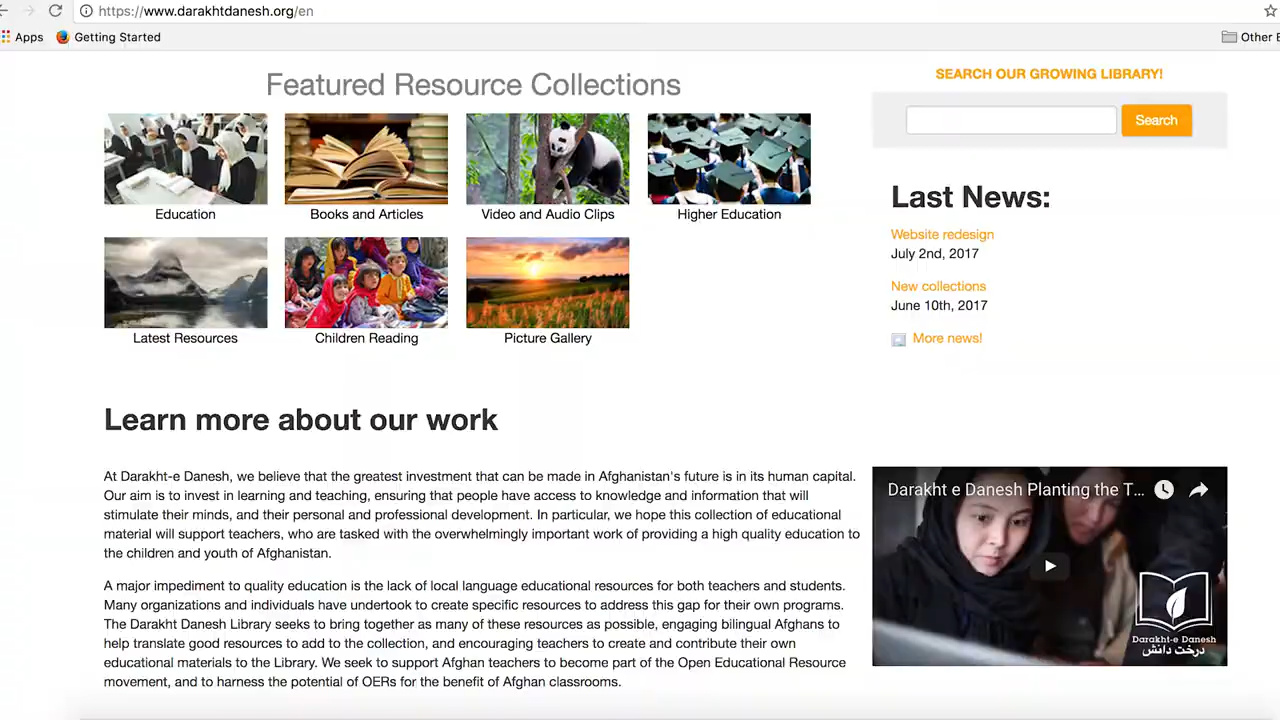 https://www.darakhtdanesh.org/en
Apps Getting Started
Featured Resource Collections
Education Books and Articles Video and Audio Clips Higher Education
Latest Resources Children Reading Picture Gallery
SEARCH OUR GROWING LIBRARY!
Search
Last News:
Website redesign
July 2nd, 2017
New collections
June 10th, 2017
More news!
Learn more about our work
At Darakht-e Danesh, we believe that the greatest investment that can be made in Afghanistan's future is in its human capital.
Our aim is to invest in learning and teaching, ensuring that people have access to knowledge and information that will
stimulate their minds, and their personal and professional development. In particular, we hope this collection of educational
material will support teachers, who are tasked with the overwhelmingly important work of providing a high quality education to
the children and youth of Afghanistan.
A major impediment to quality education is the lack of local language educational resources for both teachers and students.
Many organizations and individuals have undertook to create specific resources to address this gap for their own programs.
The Darakht Danesh Library seeks to bring together as many of these resources as possible, engaging bilingual Afghans to
help translate good resources to add to the collection, and encouraging teachers to create and contribute their own
educational materials to the Library. We seek to support Afghan teachers to become part of the Open Educational Resource
movement, and to harness the potential of OERs for the benefit of Afghan classrooms.
Darakht e Danesh Planting the T...
Darakht-e Danesh
درخت دانش